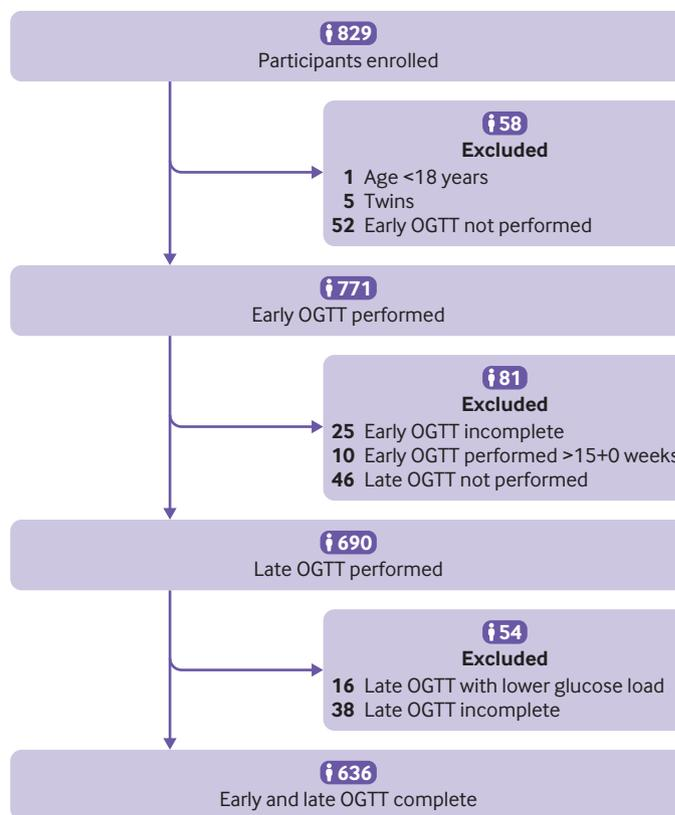 829
Participants enrolled
58
Excluded
1 Age <18 years
5 Twins
52 Early OGTT not performed
771
Early OGTT performed
81
Excluded
25 Early OGTT incomplete
10 Early OGTT performed >15+0 weeks
46 Late OGTT not performed
690
Late OGTT performed
54
Excluded
16 Late OGTT with lower glucose load
38 Late OGTT incomplete
636
Early and late OGTT complete